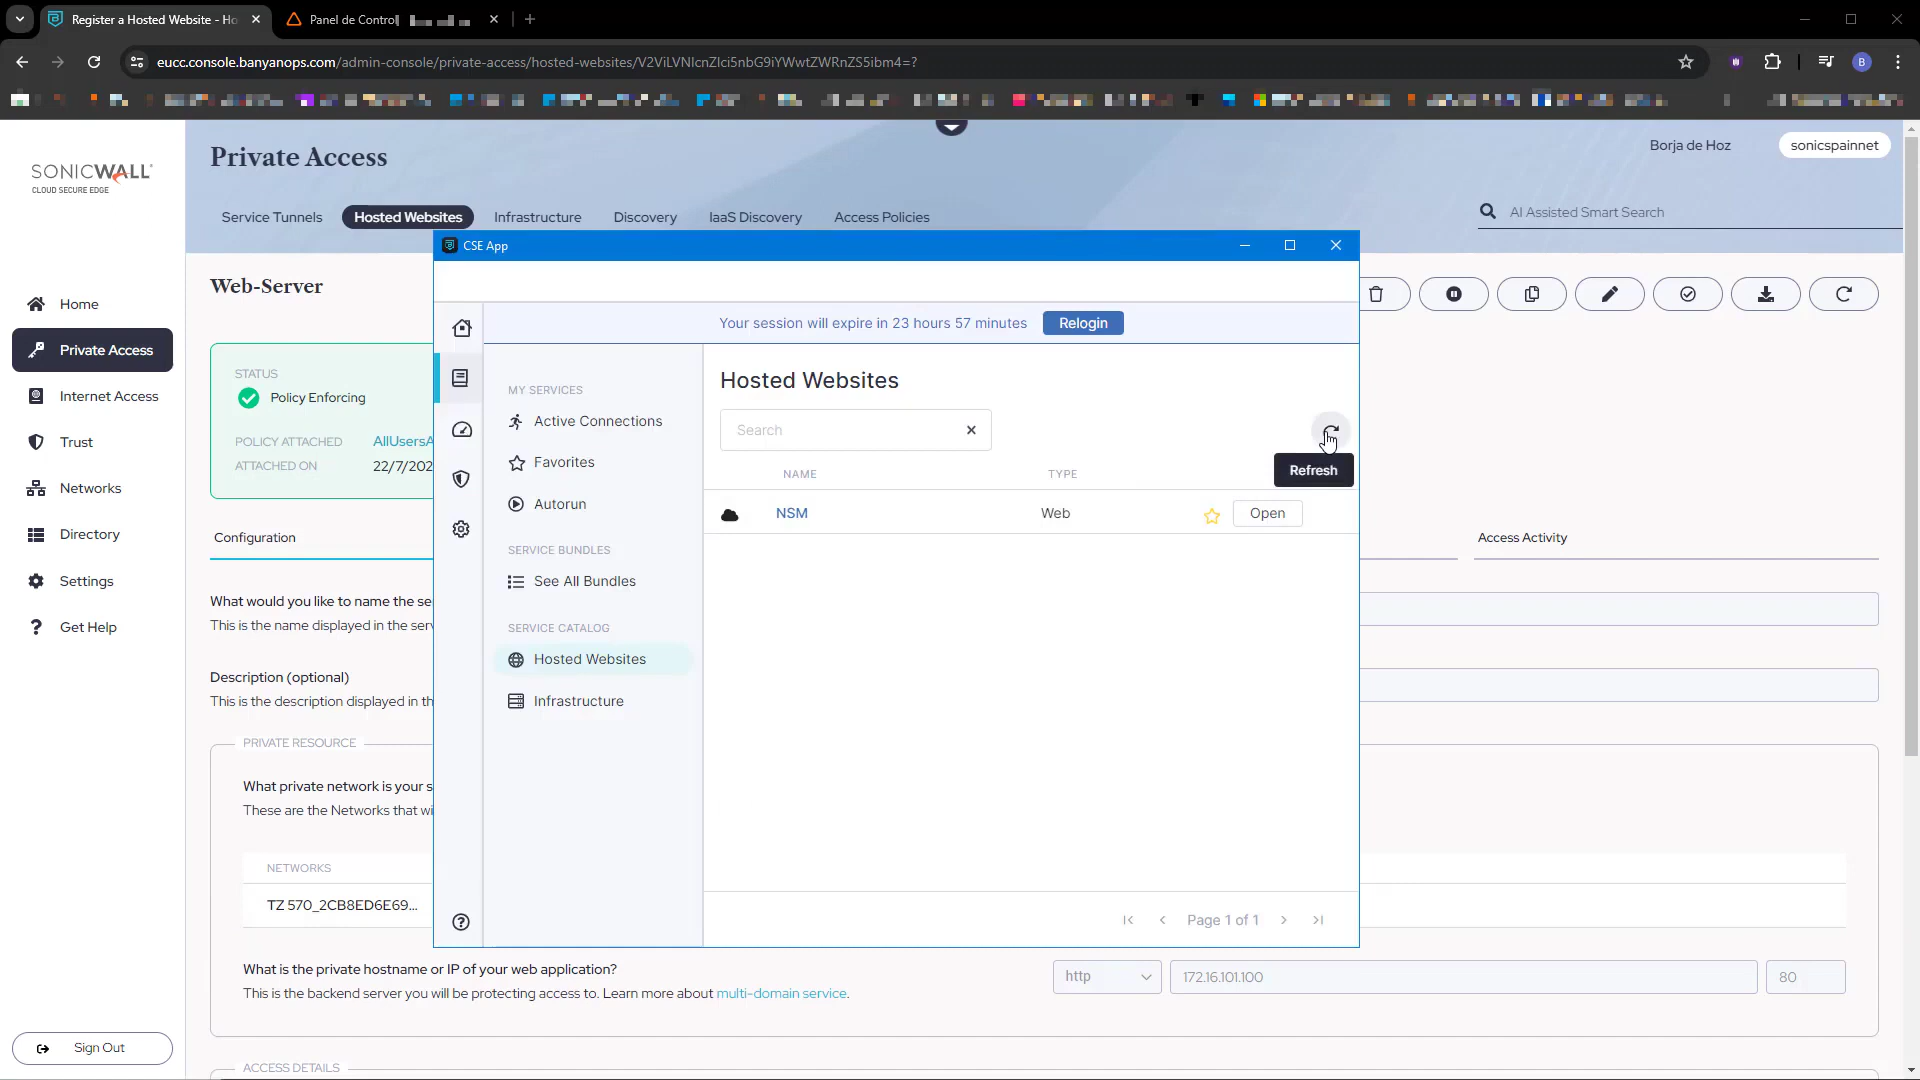 Register a Hosted Website - Ho
Panel de Control
eucc.console.banyanops.com/admin-console/private-access/hosted-websites/V2ViLVNlcnZlci5nbG9iYWwtZWRnZS5ibm4=?
B
SONICWALL
CLOUD SECURE EDGE
Private Access
Borja de Hoz
sonicspainnet
Service Tunnels
Hosted Websites
Infrastructure
Discovery
IaaS Discovery
Access Policies
AI Assisted Smart Search
Home
Private Access
Internet Access
Trust
Networks
Directory
Settings
Get Help
Sign Out
Web-Server
STATUS
Policy Enforcing
POLICY ATTACHED
AllUsersA
ATTACHED ON
22/7/202
Configuration
Access Activity
What would you like to name the se
This is the name displayed in the serv
Description (optional)
This is the description displayed in th
PRIVATE RESOURCE
What private network is your s
These are the Networks that wi
NETWORKS
TZ 570_2CB8ED6E69...
What is the private hostname or IP of your web application?
This is the backend server you will be protecting access to. Learn more about multi-domain service.
http
172.16.101.100
80
ACCESS DETAILS
CSE App
Your session will expire in 23 hours 57 minutes
Relogin
MY SERVICES
Active Connections
Favorites
Autorun
SERVICE BUNDLES
See All Bundles
SERVICE CATALOG
Hosted Websites
Infrastructure
Hosted Websites
Search
Refresh
NAME
TYPE
NSM
Web
Open
Page 1 of 1